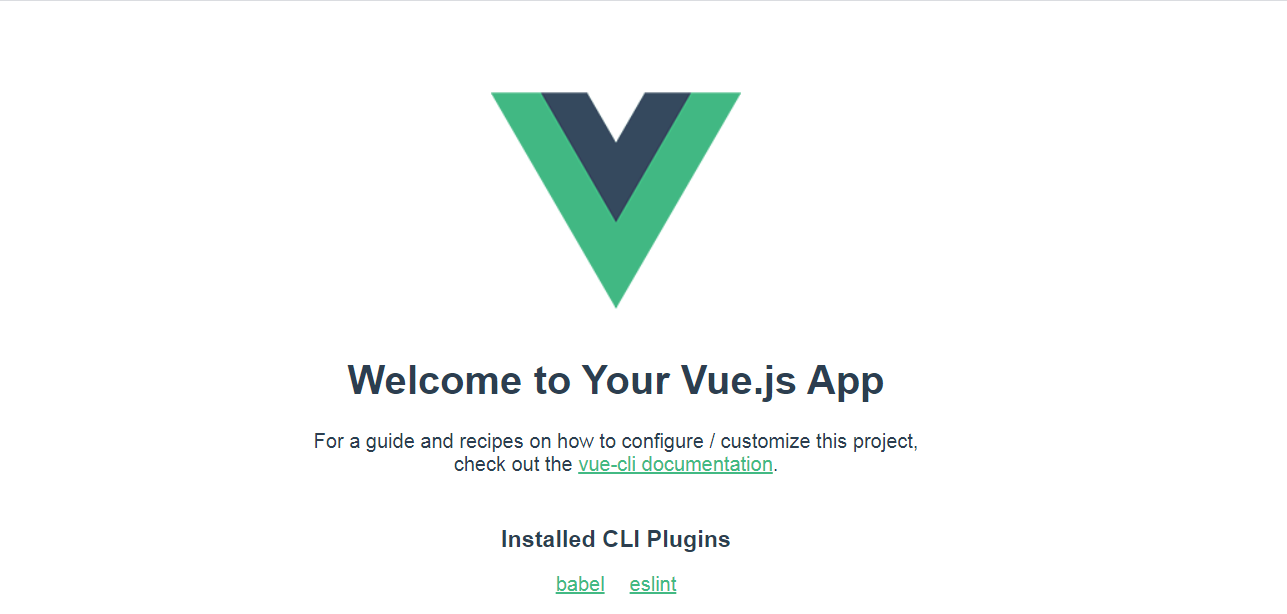 Welcome to Your Vue.js App
For a guide and recipes on how to configure / customize this project,
check out the vue-cli documentation.
Installed CLI Plugins
babel eslint